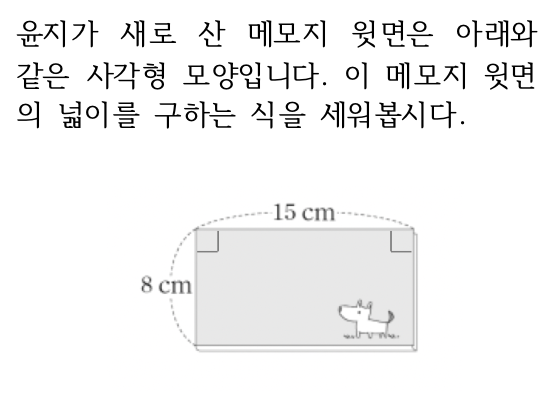 윤지가 새로 산 메모지 윗면은 아래와
같은 사각형 모양입니다. 이 메모지 윗면
의 넓이를 구하는 식을 세워봅시다.
15 cm
8 cm